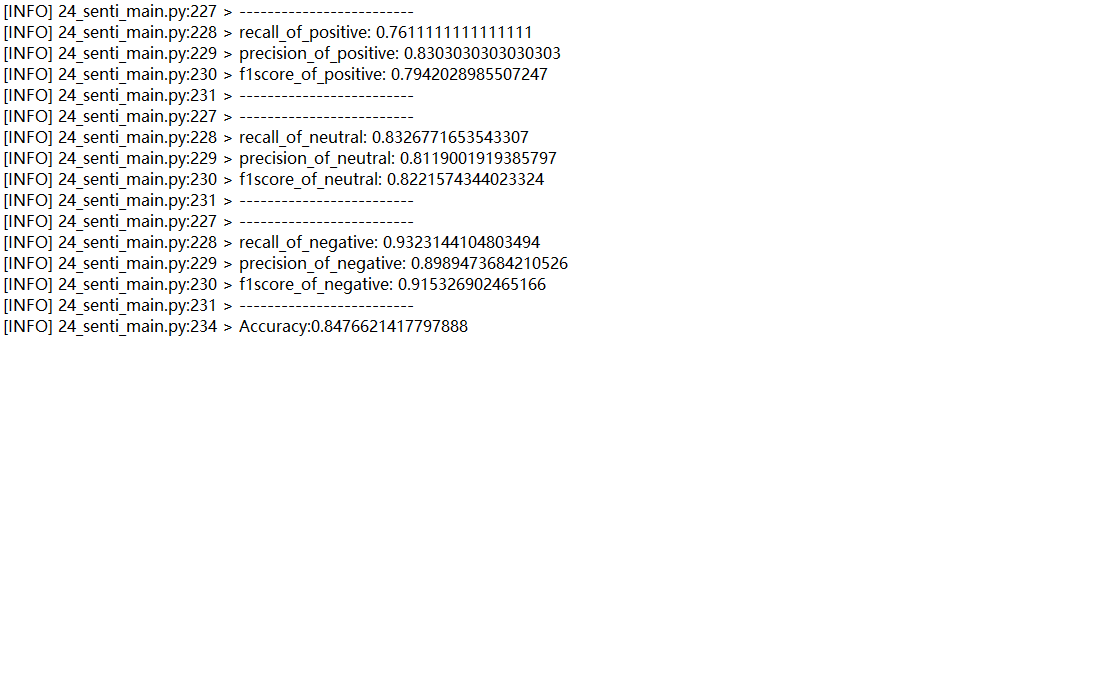 [INFO] 24_senti_main.py:227 > -------------------------
[INFO] 24_senti_main.py:228 > recall_of_positive: 0.7611111111111111
[INFO] 24_senti_main.py:229 > precision_of_positive: 0.8303030303030303
[INFO] 24_senti_main.py:230 > f1score_of_positive: 0.7942028985507247
[INFO] 24_senti_main.py:231 > -------------------------
[INFO] 24_senti_main.py:227 > -------------------------
[INFO] 24_senti_main.py:228 > recall_of_neutral: 0.8326771653543307
[INFO] 24_senti_main.py:229 > precision_of_neutral: 0.8119001919385797
[INFO] 24_senti_main.py:230 > f1score_of_neutral: 0.8221574344023324
[INFO] 24_senti_main.py:231 > -------------------------
[INFO] 24_senti_main.py:227 > -------------------------
[INFO] 24_senti_main.py:228 > recall_of_negative: 0.9323144104803494
[INFO] 24_senti_main.py:229 > precision_of_negative: 0.8989473684210526
[INFO] 24_senti_main.py:230 > f1score_of_negative: 0.915326902465166
[INFO] 24_senti_main.py:231 > -------------------------
[INFO] 24_senti_main.py:234 > Accuracy:0.8476621417797888